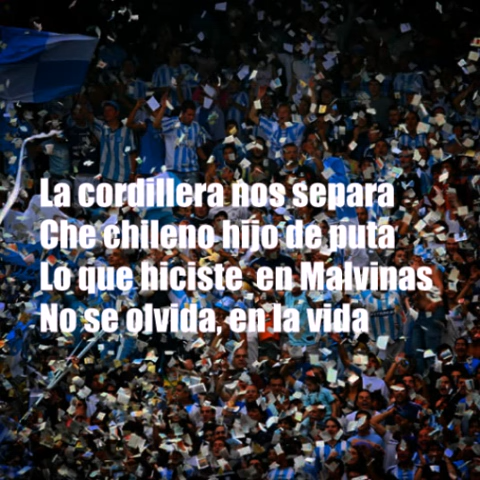 La cordillera nos separa
Che chileno hijo de puta
Lo que hiciste en Malvinas
No se olvida, en la vida